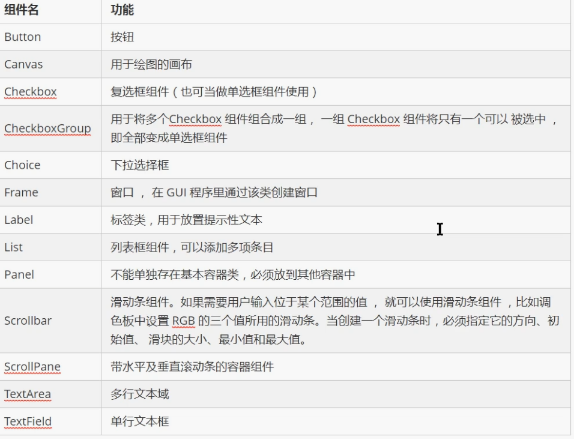 组件名 功能
Button 按钮
Canvas 用于绘图的画布
Checkbox 复选框组件（也可当做单选框组件使用）
CheckboxGroup 用于将多个Checkbox 组件组合成一组， 一组 Checkbox 组件将只有一个可以 被选中 ，
即全部变成单选框组件
Choice 下拉选择框
Frame 窗口 ， 在 GUI 程序里通过该类创建窗口
Label 标签类，用于放置提示性文本
List 列表框组件，可以添加多项条目
Panel 不能单独存在基本容器类，必须放到其他容器中
Scrollbar 滑动条组件。如果需要用户输入位于某个范围的值 ， 就可以使用滑动条组件 ，比如调
色板中设置 RGB 的三个值所用的滑动条。当创建一个滑动条时，必须指定它的方向、初
始值、 滑块的大小、最小值和最大值。
ScrollPane 带水平及垂直滚动条的容器组件
TextArea 多行文本域
TextField 单行文本框